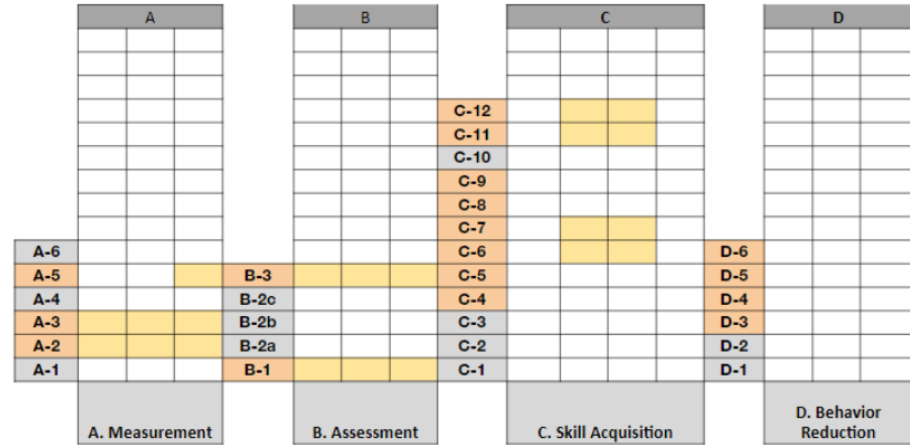 A B C D
C-12
C-11
C-10
C-9
C-8
C-7
A-6 C-6 D-6
A-5 B-3 C-5 D-5
A-4 B-2c C-4 D-4
A-3 B-2b C-3 D-3
A-2 B-2a C-2 D-2
A-1 B-1 C-1 D-1
A. Measurement B. Assessment C. Skill Acquisition D. Behavior
Reduction